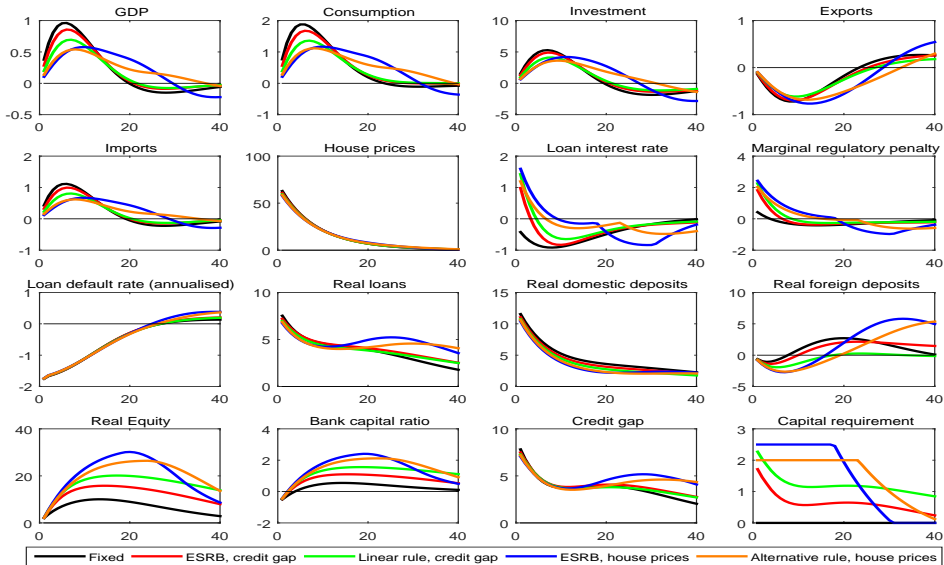 GDP Consumption Investment Exports
1 0.5 0 -0.5 0 20 40
2 1 0 -1 0 20 40
10 5 0 -5 0 20 40
1 0 -1 0 20 40
Imports House prices Loan interest rate Marginal regulatory penalty
2 1 0 -1 0 20 40
100 50 0 0 20 40
2 1 0 -1 0 20 40
4 2 0 -2 0 20 40
Loan default rate (annualised) Real loans Real domestic deposits Real foreign deposits
1 0 -1 -2 0 20 40
10 5 0 0 20 40
15 10 5 0 0 20 40
10 5 0 -5 0 20 40
Real Equity Bank capital ratio Credit gap Capital requirement
40 20 0 0 20 40
4 2 0 -2 0 20 40
10 5 0 0 20 40
3 2 1 0 0 20 40
Fixed ESRB, credit gap Linear rule, credit gap ESRB, house prices Alternative rule, house prices